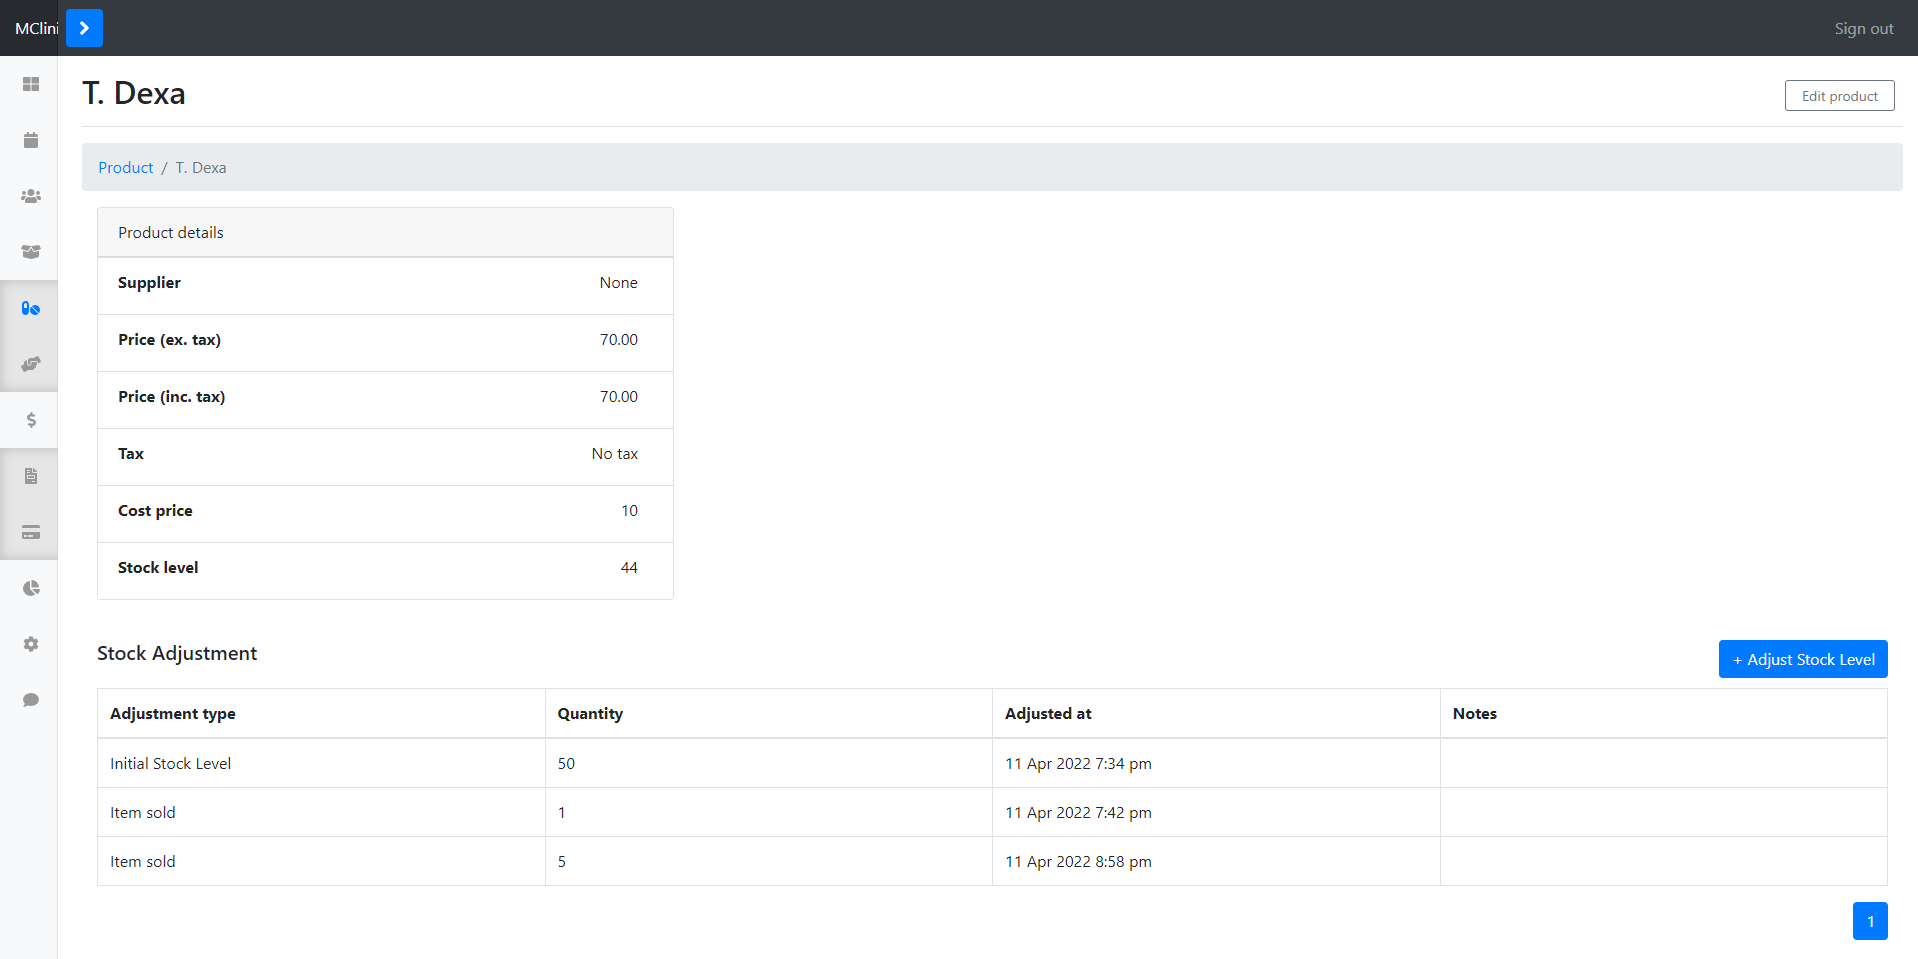 MClini
Sign out
T. Dexa
Edit product
Product / T. Dexa
Product details
Supplier None
Price (ex. tax) 70.00
Price (inc. tax) 70.00
Tax No tax
Cost price 10
Stock level 44
Stock Adjustment
+ Adjust Stock Level
Adjustment type Quantity Adjusted at Notes
Initial Stock Level 50 11 Apr 2022 7:34 pm
Item sold 1 11 Apr 2022 7:42 pm
Item sold 5 11 Apr 2022 8:58 pm
1